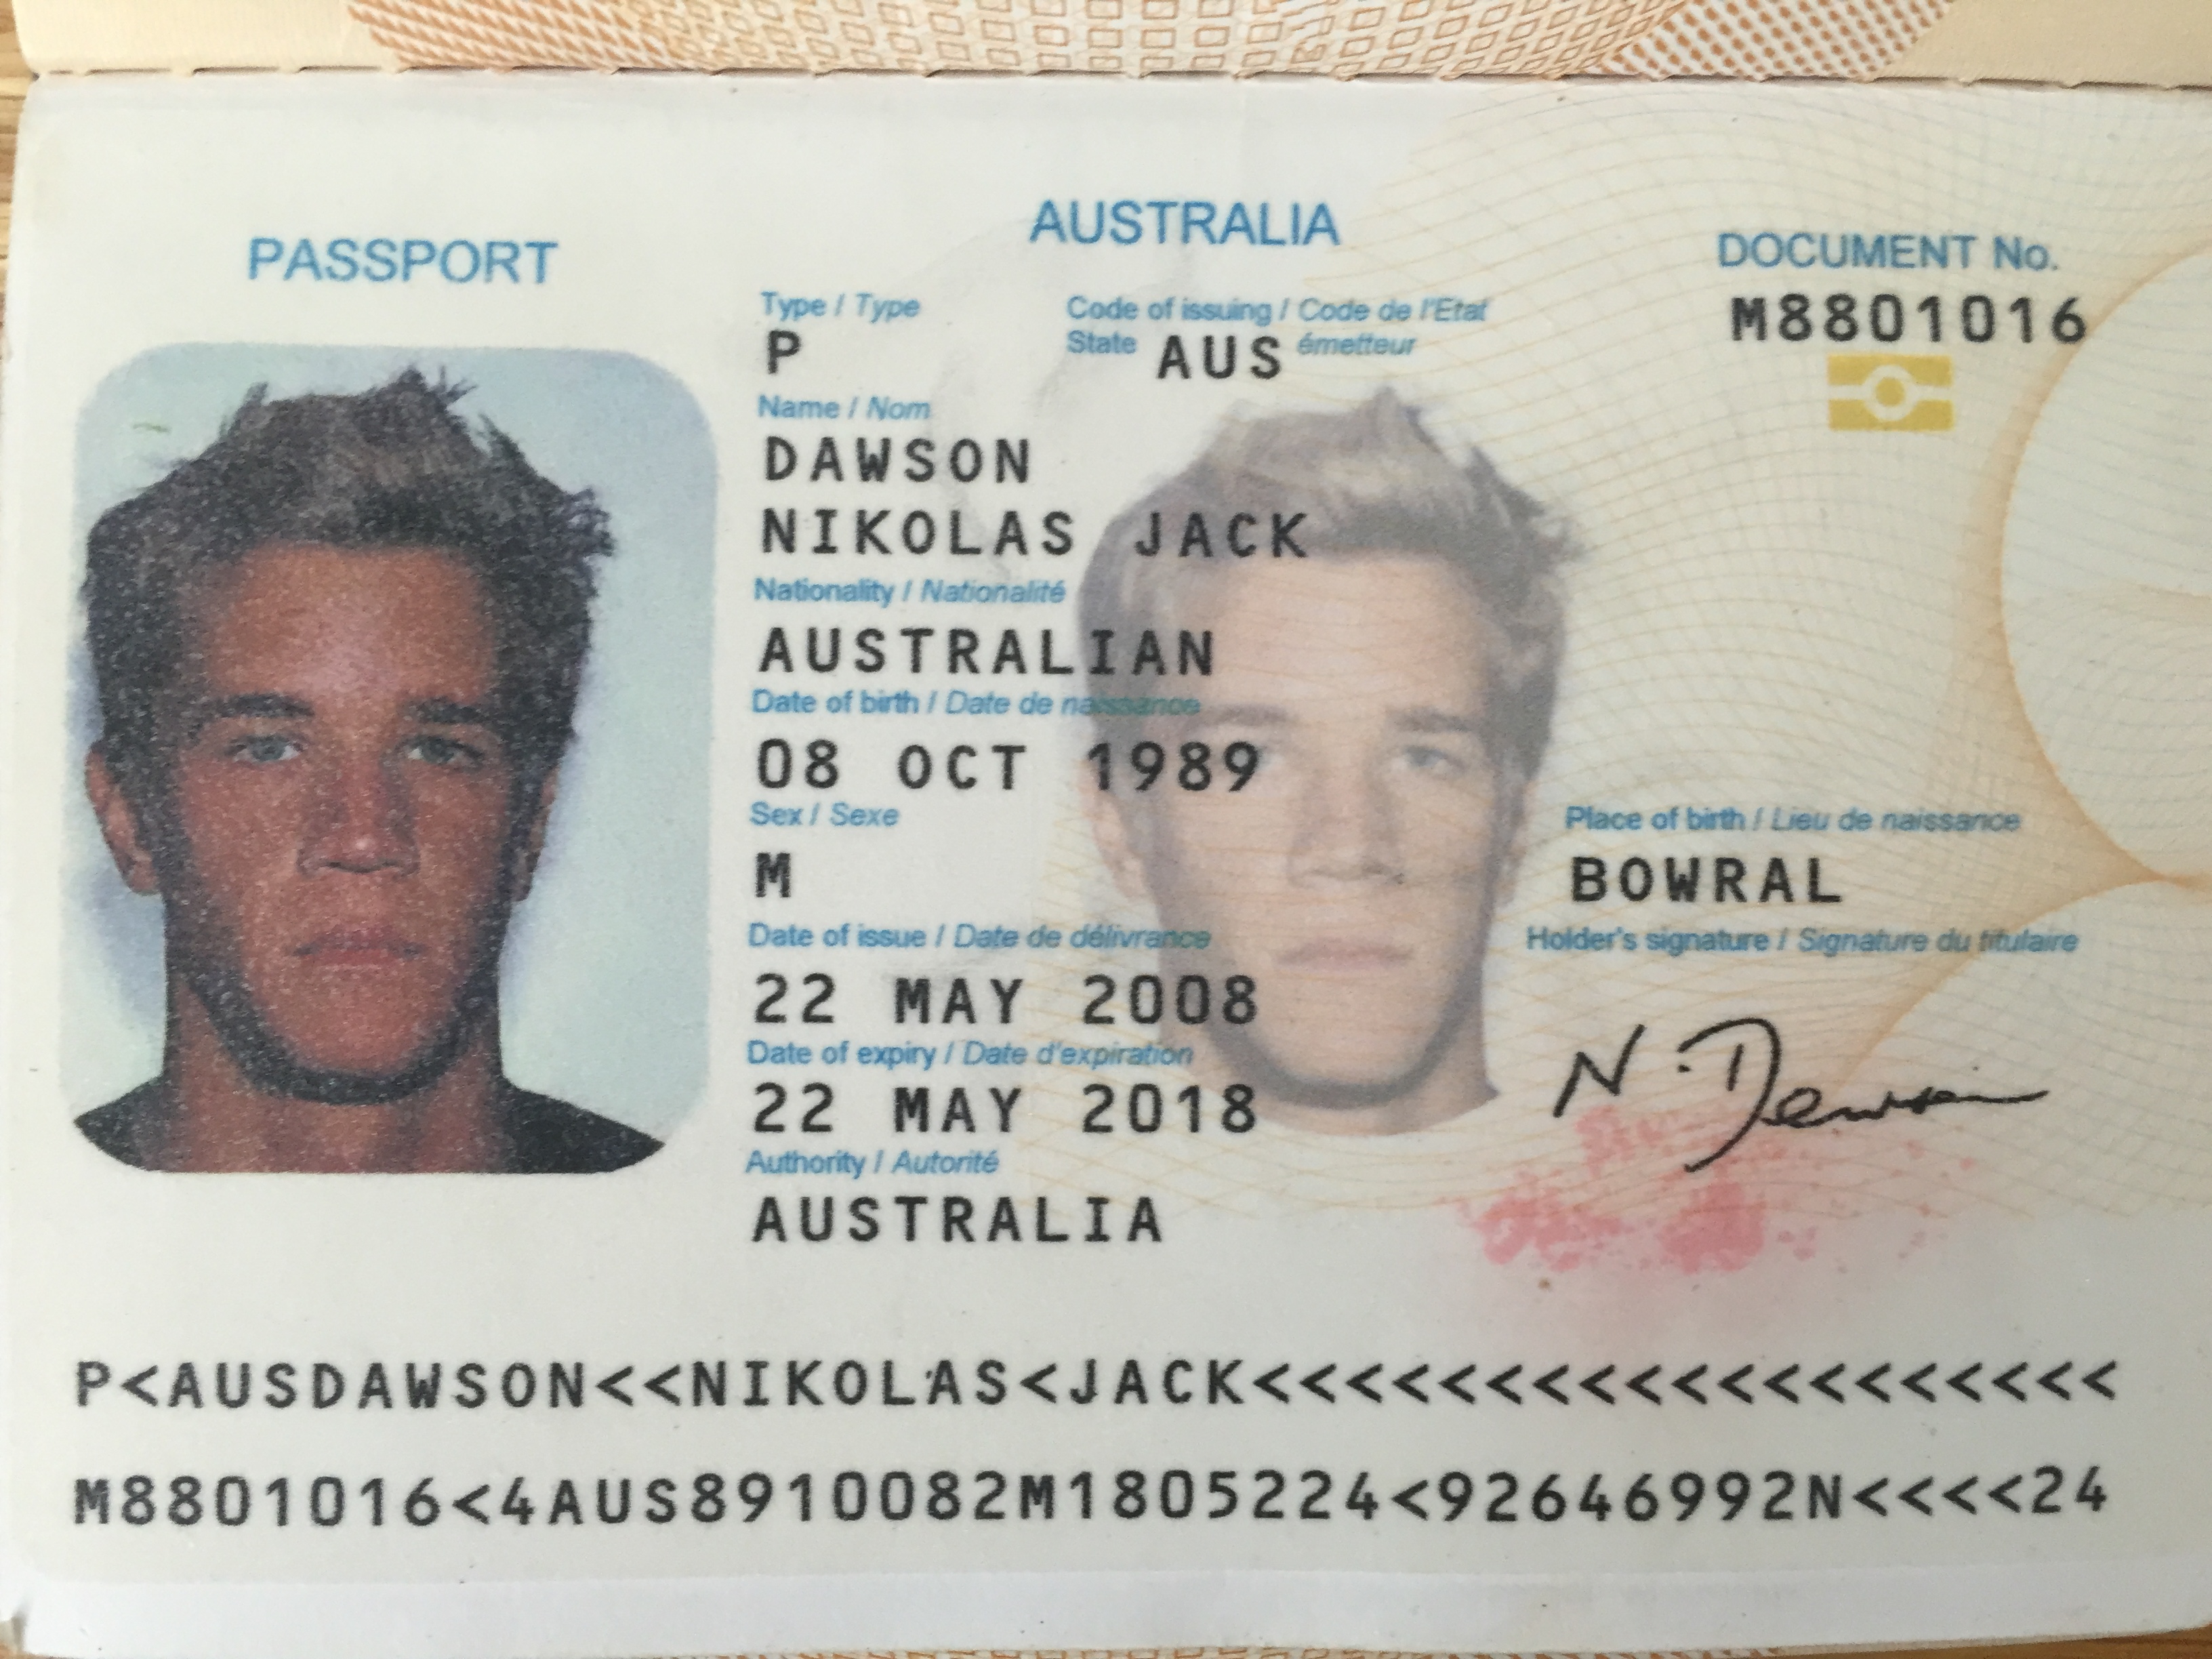 PASSPORT
AUSTRALIA
DOCUMENT No.
Type / Type
Code of issuing / Code de l'Etat
State
émetteur
P
AUS
M8801016
Name / Nom
DAWSON
NIKOLAS JACK
Nationality / Nationalité
AUSTRALIAN
Date of birth / Date de naissance
08 OCT 1989
Sex / Sexe
Place of birth / Lieu de naissance
M
BOWRAL
Date of issue / Date de délivrance
Holder's signature / Signature du titulaire
22 MAY 2008
Date of expiry / Date d'expiration
22 MAY 2018
N. Dawson
Authority / Autorité
AUSTRALIA
P<AUSDAWSON<<NIKOLAS<JACK<<<<<<<<<<<<<<<<<<<
M8801016<4AUS8910082M1805224<92646992N<<<<24